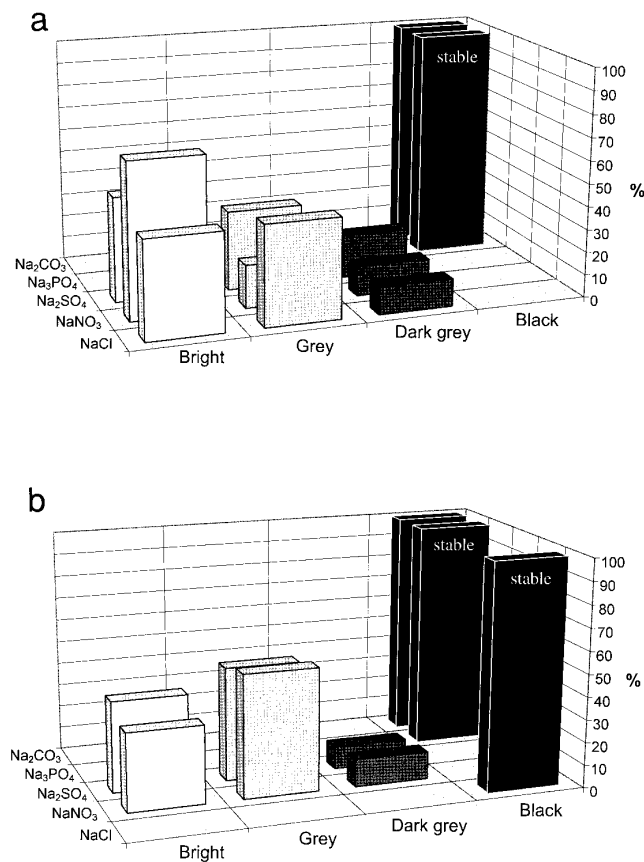 a
stable
100
90
80
70
60
50
40
30
20
10
0
%
Na₂CO₃
Na₃PO₄
Na₂SO₄
NaNO₃
NaCl
Bright
Grey
Dark grey
Black
b
stable
stable
100
90
80
70
60
50
40
30
20
10
0
%
Na₂CO₃
Na₃PO₄
Na₂SO₄
NaNO₃
NaCl
Bright
Grey
Dark grey
Black